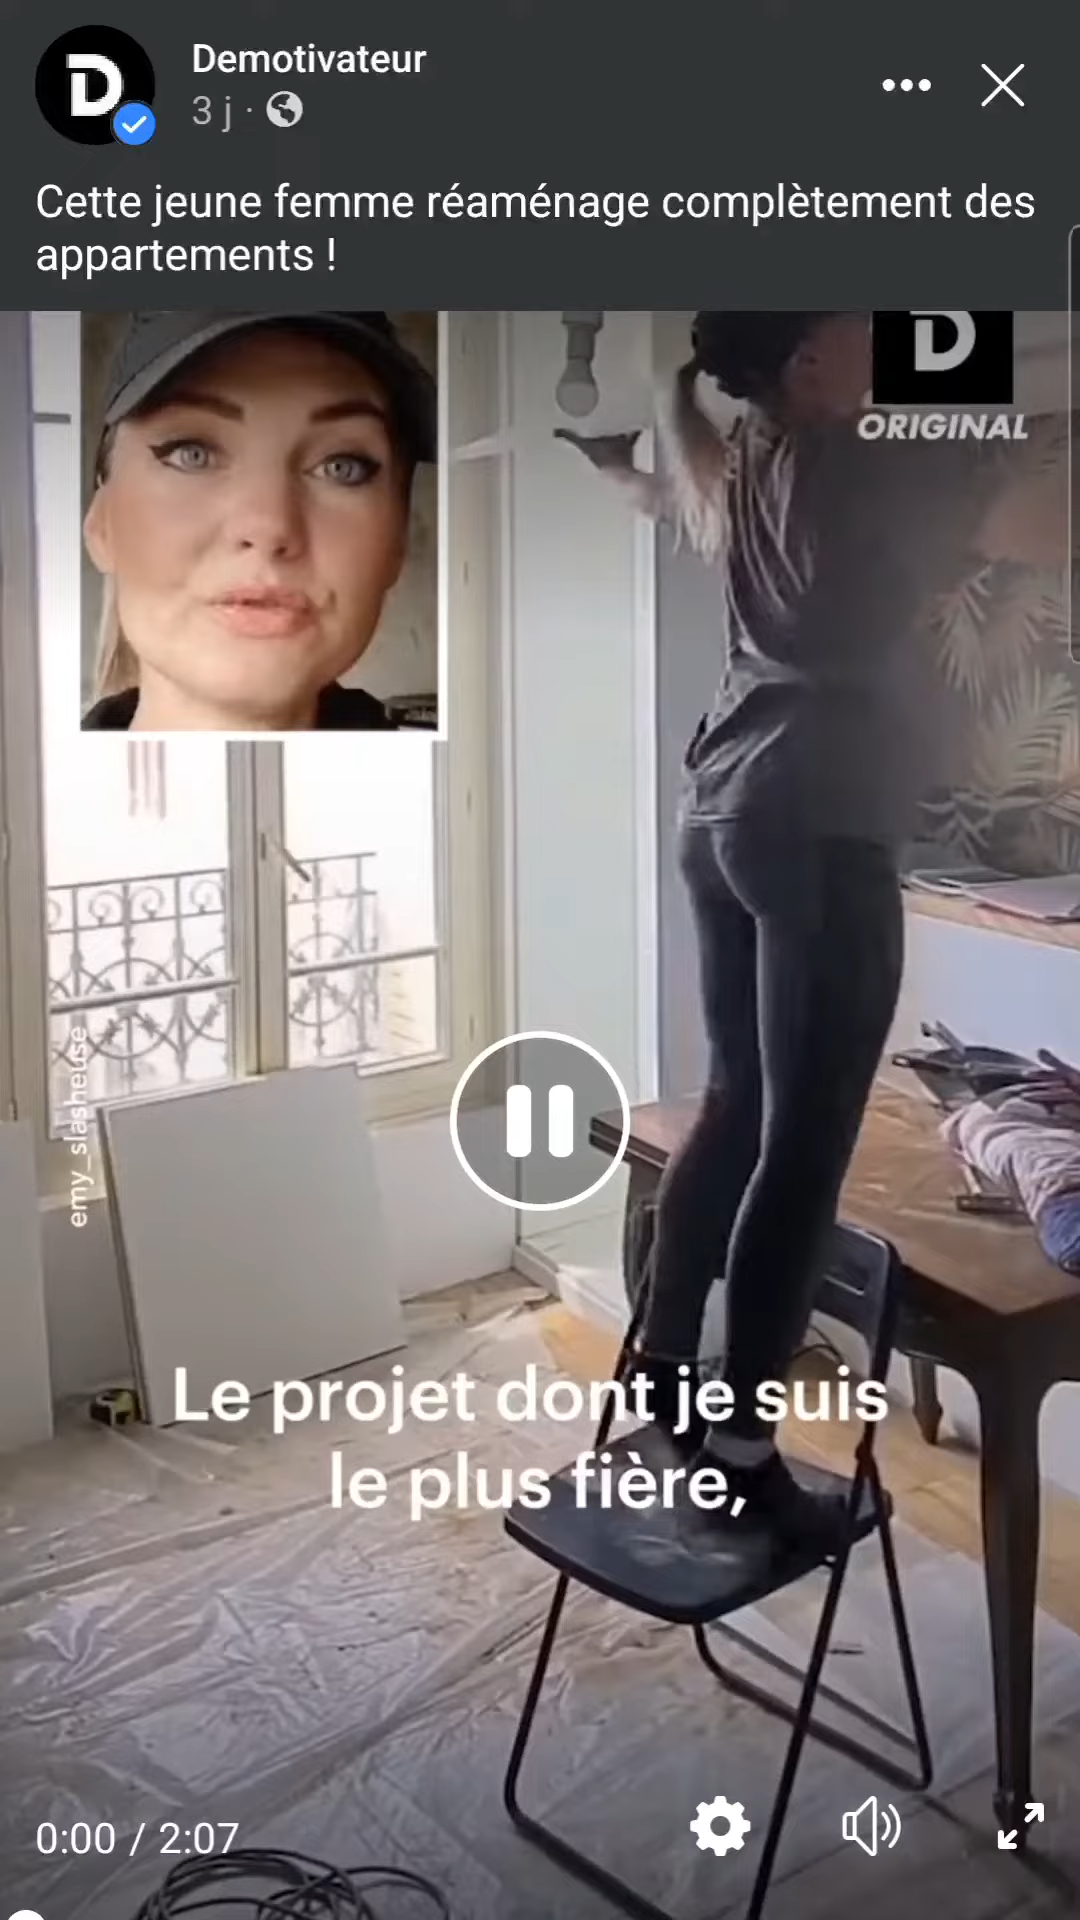 Demotivateur
3 j ·
Cette jeune femme réaménage complètement des
appartements !
D
ORIGINAL
emy_slasheuse
Le projet dont je suis
le plus fière,
0:00 / 2:07